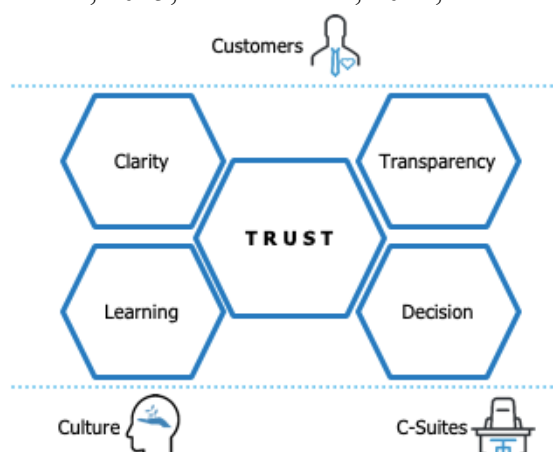 Customers
Clarity
Transparency
TRUST
Learning
Decision
Culture
C-Suites